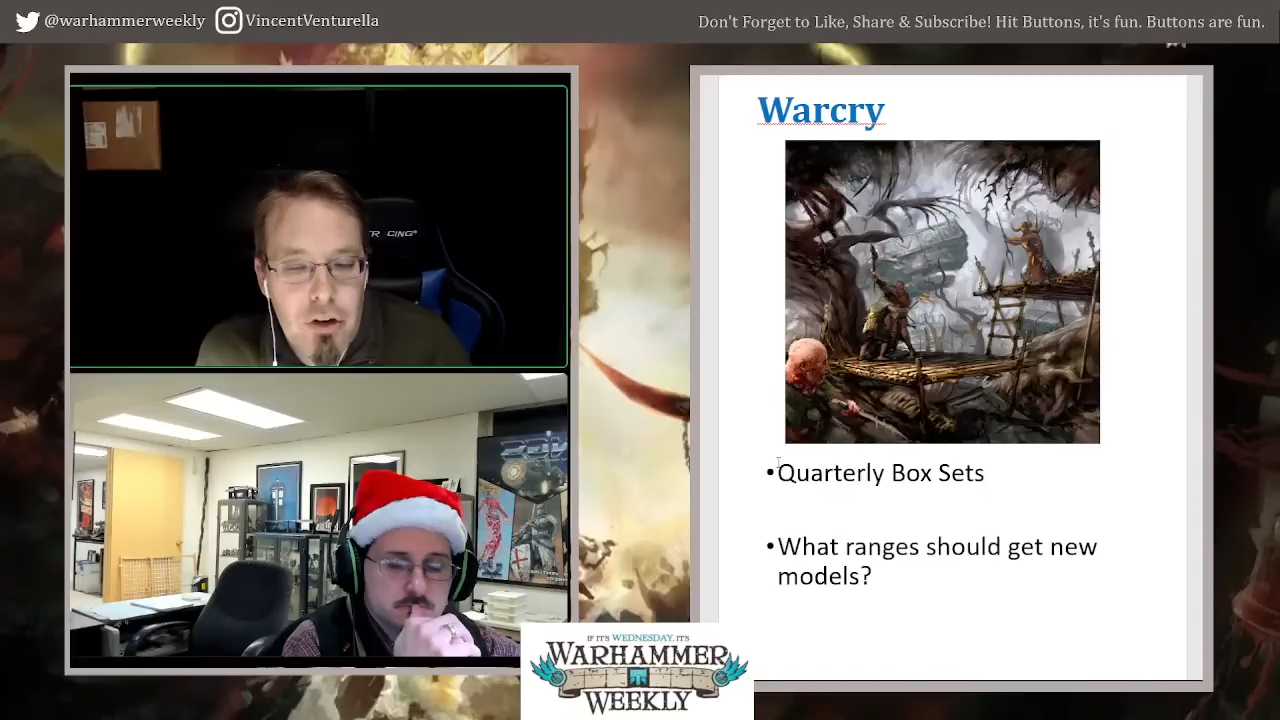 @warhammerweekly VincentVenturella
Don't Forget to Like, Share & Subscribe! Hit Buttons, it's fun. Buttons are fun.
Warcry
CING
•Quarterly Box Sets
•What ranges should get new
models?
IF IT'S WEDNESDAY, IT'S
WARHAMMER
WEEKLY